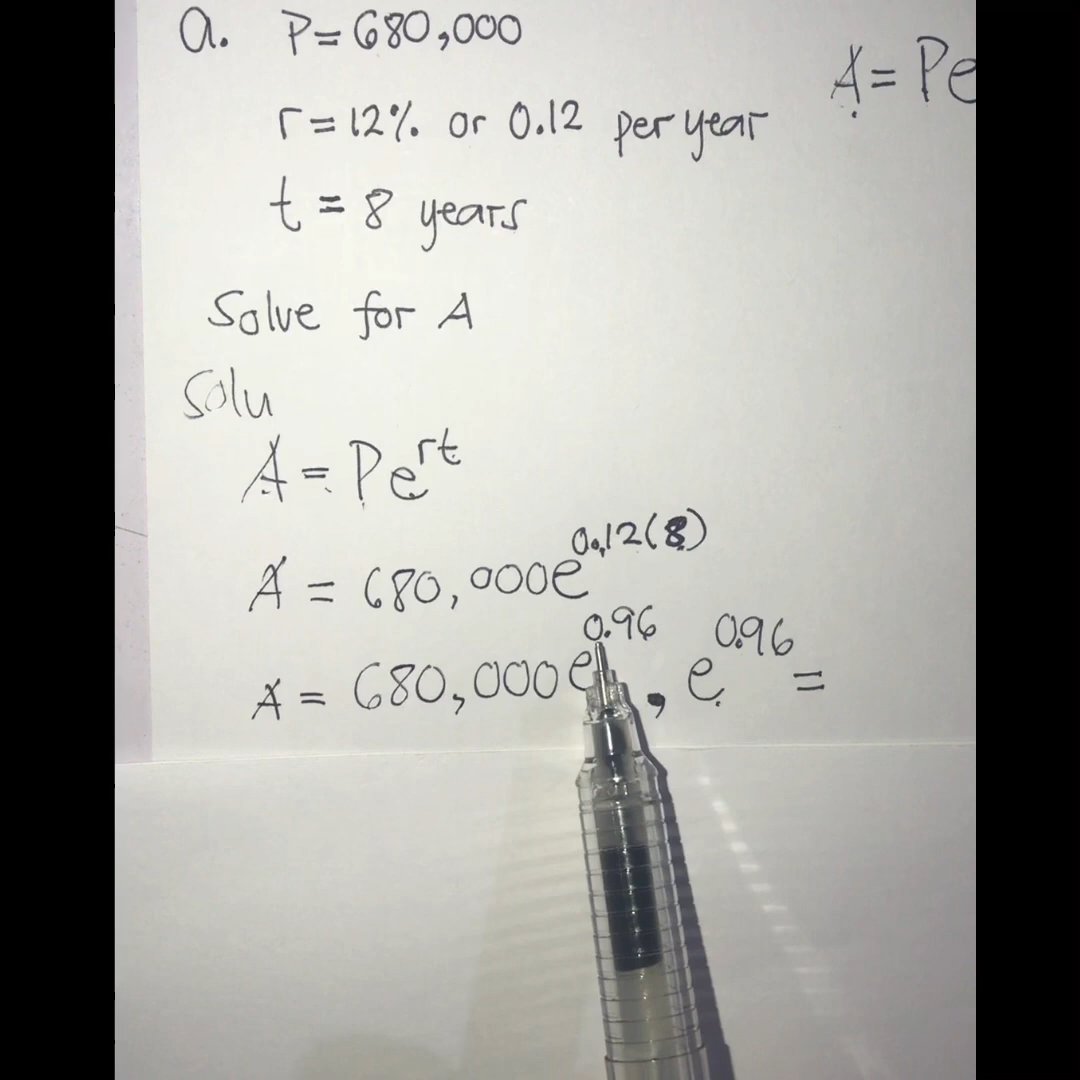 a. P=680,000
A=Pe
r=12% or 0.12 per year
t = 8 years
Solve for A
Solu
A = Pe^rt
A = 680,000e^0.12(8)
A = 680,000e^0.96, e^0.96 =